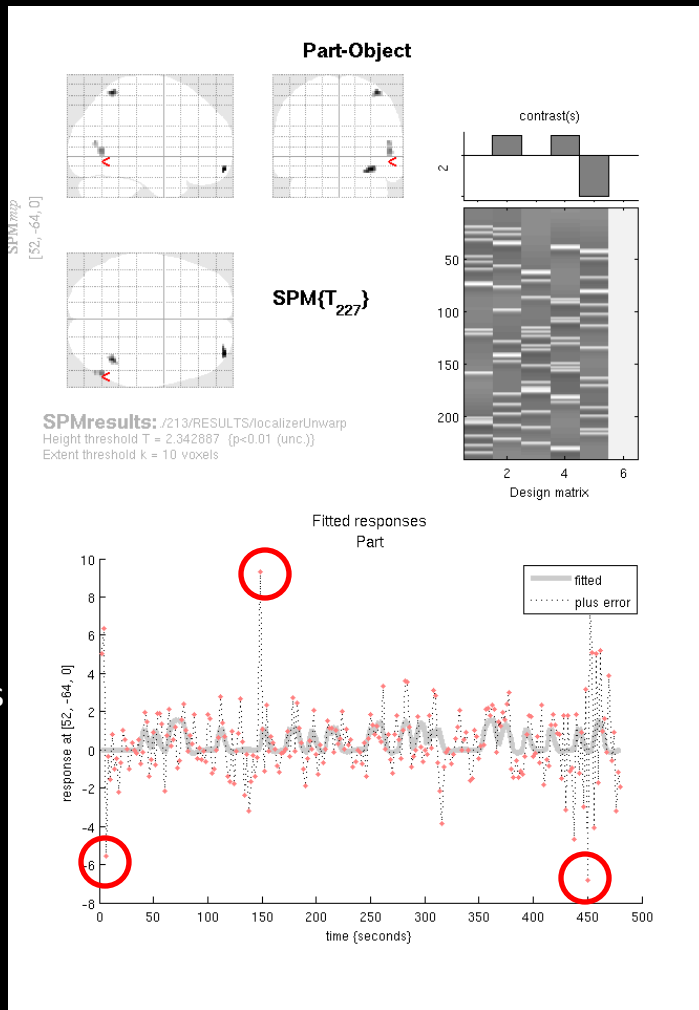 Part-Object
SPMmip
[52, -64, 0]
SPM{T227}
SPMresults: ./213/RESULTS/localizerUnwarp
Height threshold T = 2.342887 {p<0.01 (unc.)}
Extent threshold k = 10 voxels
contrast(s)
2
50
100
150
200
2 4 6
Design matrix
Fitted responses
Part
fitted
plus error
response at [52, -64, 0]
10
8
6
4
2
0
-2
-4
-6
-8
0 50 100 150 200 250 300 350 400 450 500
time {seconds}
s